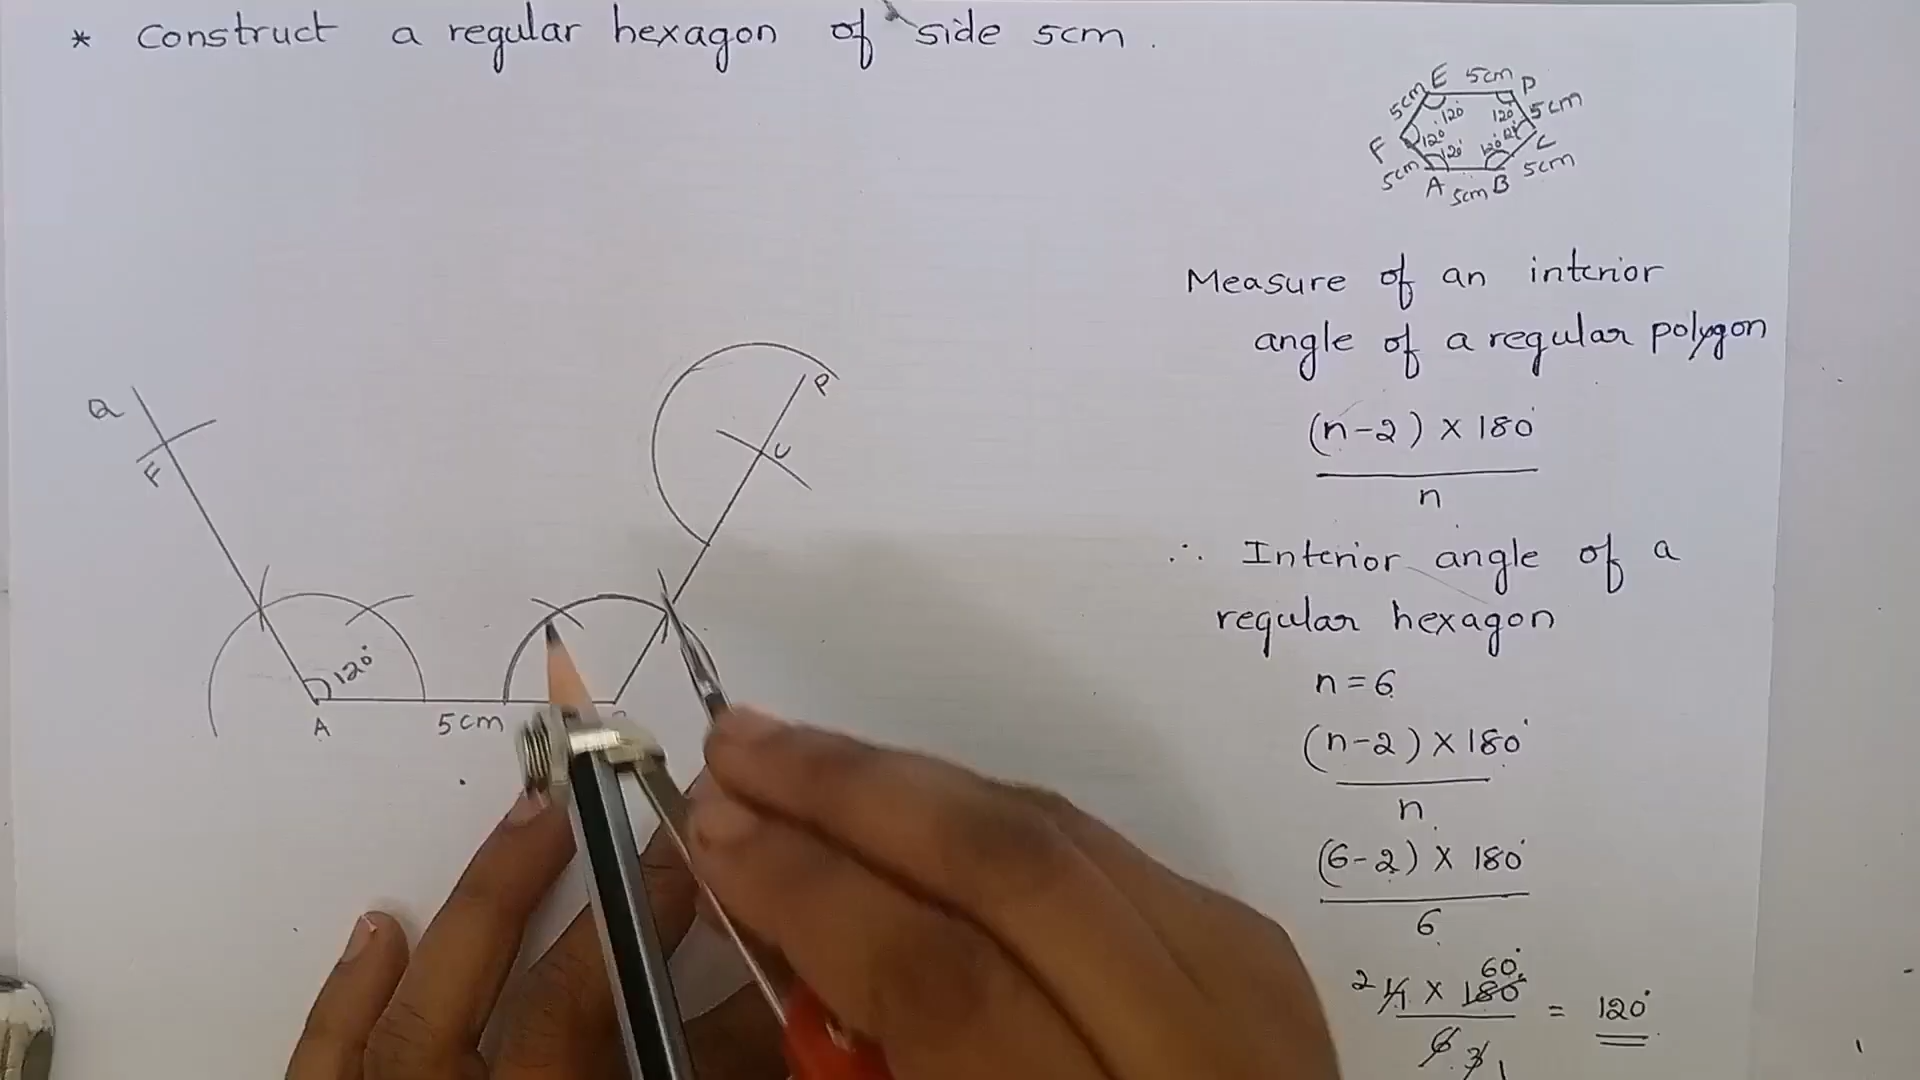 * Construct a regular hexagon of side 5cm.
E 5cm D
5cm 120° 120° 5cm
F 120° 120° C
5cm 120° 120° 5cm
A 5cm B
Measure of an interior
angle of a regular polygon
(n-2) × 180°
n
∴ Interior angle of a
regular hexagon
n = 6
(n-2) × 180°
n
(6-2) × 180°
6
60°
2 4 × 180° = 120°
6 3 1
Q
F
P
C
120°
A 5cm